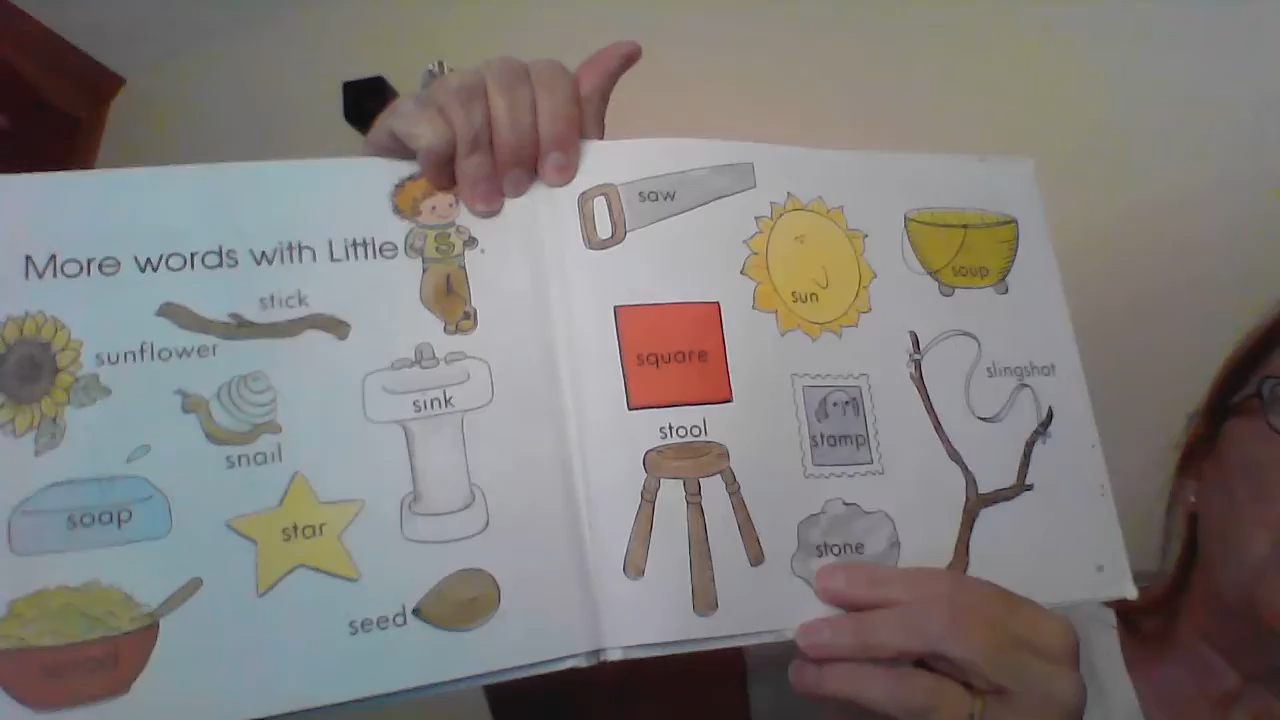 More words with Little
S
stick
sunflower
sink
snail
soap
star
seed
saw
sun
soup
square
slingshot
stool
stamp
stone